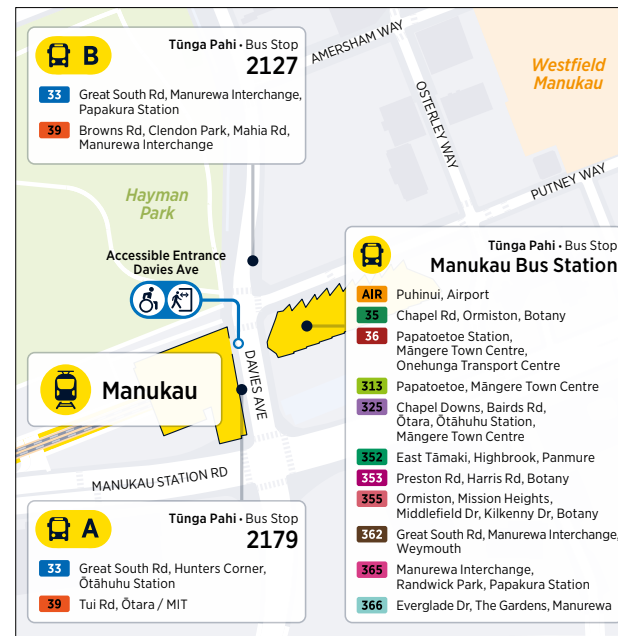 B
Tūnga Pahi • Bus Stop
2127
33 Great South Rd, Manurewa Interchange,
Papakura Station
39 Browns Rd, Clendon Park, Mahia Rd,
Manurewa Interchange
AMERSHAM WAY
OSTERLEY WAY
Westfield
Manukau
PUTNEY WAY
Hayman
Park
Accessible Entrance
Davies Ave
Manukau
DAVIES AVE
MANUKAU STATION RD
A
Tūnga Pahi • Bus Stop
2179
33 Great South Rd, Hunters Corner,
Ōtāhuhu Station
39 Tui Rd, Ōtara / MIT
Tūnga Pahi • Bus Stop
Manukau Bus Station
AIR Puhinui, Airport
35 Chapel Rd, Ormiston, Botany
36 Papatoetoe Station,
Māngere Town Centre,
Onehunga Transport Centre
313 Papatoetoe, Māngere Town Centre
325 Chapel Downs, Bairds Rd,
Ōtara, Ōtāhuhu Station,
Māngere Town Centre
352 East Tāmaki, Highbrook, Panmure
353 Preston Rd, Harris Rd, Botany
355 Ormiston, Mission Heights,
Middlefield Dr, Kilkenny Dr, Botany
362 Great South Rd, Manurewa Interchange,
Weymouth
365 Manurewa Interchange,
Randwick Park, Papakura Station
366 Everglade Dr, The Gardens, Manurewa